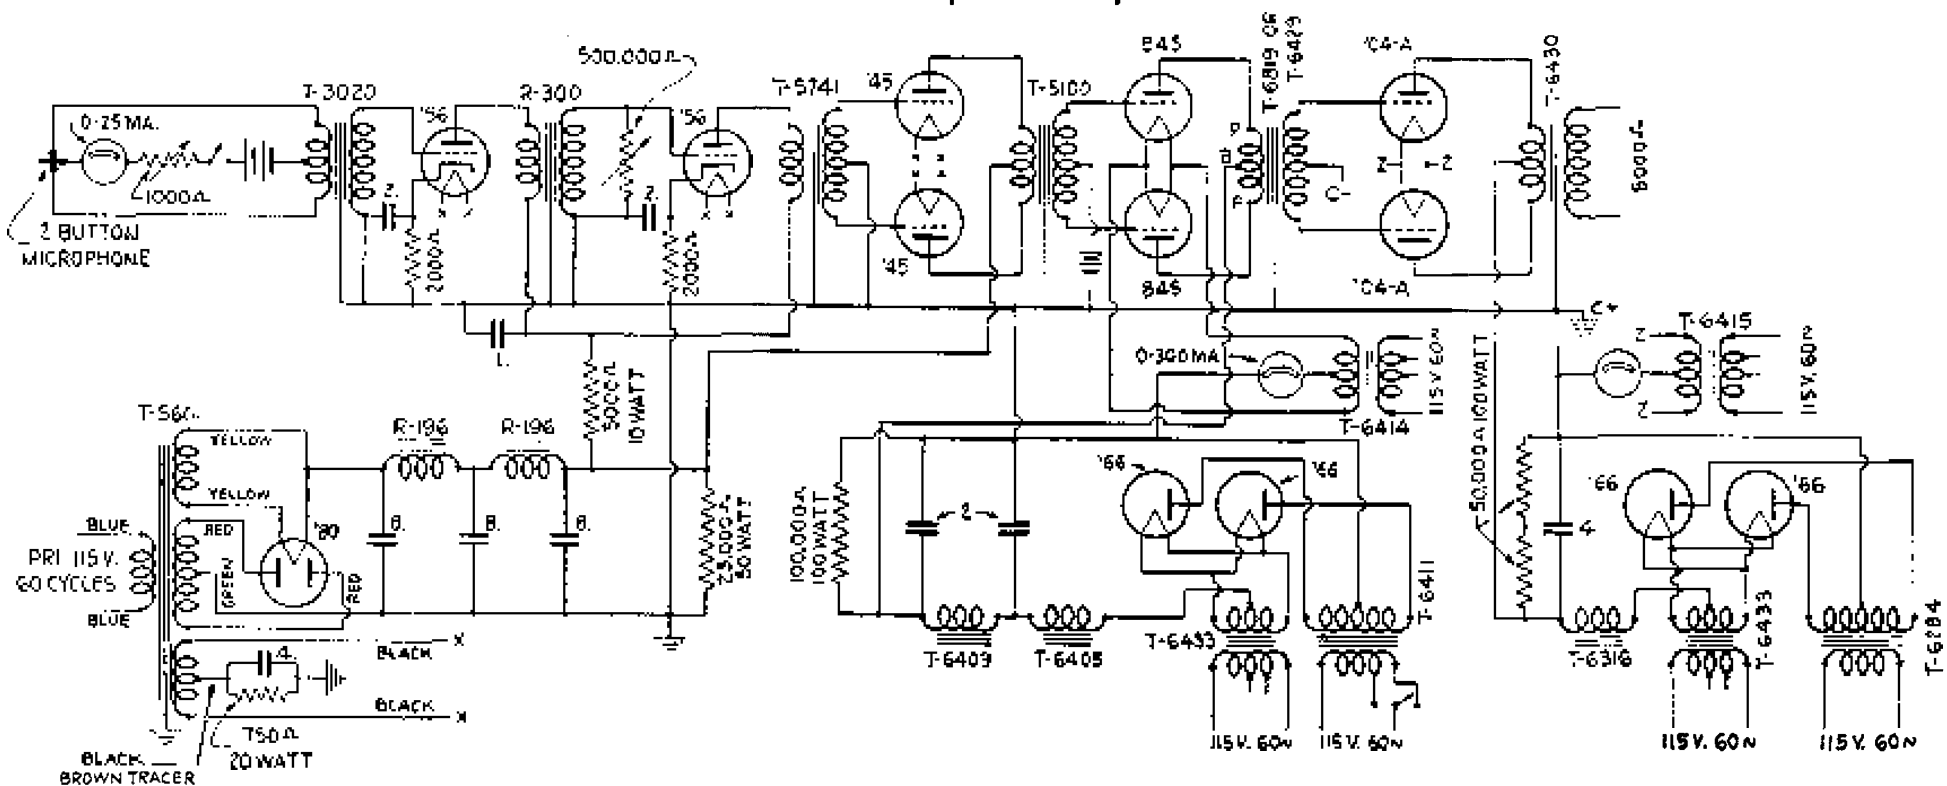 500,000Ω
T-3020
R-300
T-5741
'45
T-5100
845
T-6819 OR
T-6429
'04-A
T-6430
0-25 MA.
'56
'56
1000Ω
2.
2.
P
B
P
C-
Z
Z
5000Ω
2 BUTTON
MICROPHONE
x x
x x
2000Ω
2000Ω
x x
x x
'45
845
'04-A
C+
1.
5000Ω
10 WATT
0-300 MA
T-6414
115 V 60~
50,000Ω 100 WATT
T-6415
Z
Z
115 V. 60~
YELLOW
YELLOW
R-196
R-196
BLUE
PRI 115 V.
60 CYCLES
BLUE
RED
GREEN
'80
RED
8.
8.
8.
25,000Ω
50 WATT
100,000Ω
100 WATT
2
'66
'66
T-6411
'66
'66
4
BLACK
X
4.
BLACK
X
750Ω
20 WATT
BLACK
BROWN TRACER
T-6409
T-6405
T-6433
115 V. 60~
115 V. 60~
T-6316
T-6433
T-6284
115 V. 60~
115 V. 60~